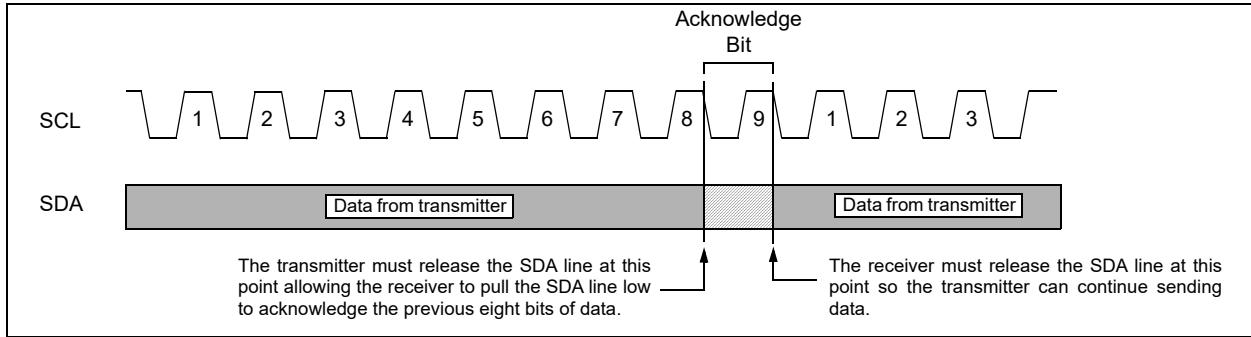 Acknowledge
Bit
SCL
1 2 3 4 5 6 7 8 9 1 2 3
SDA
Data from transmitter
Data from transmitter
The transmitter must release the SDA line at this
point allowing the receiver to pull the SDA line low
to acknowledge the previous eight bits of data.
The receiver must release the SDA line at this
point so the transmitter can continue sending
data.